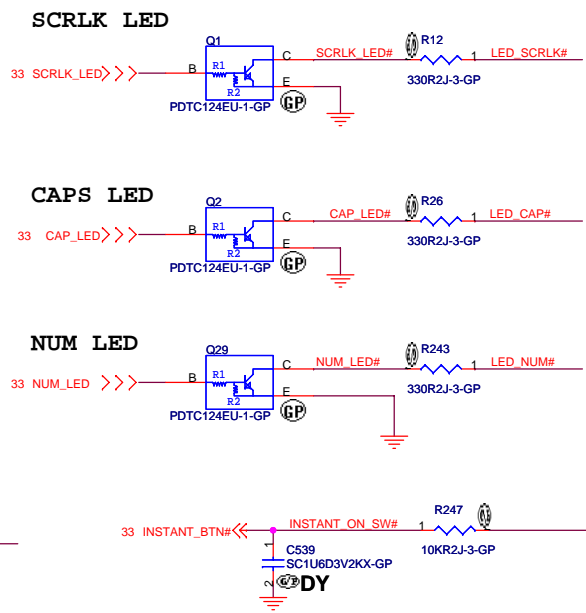 SCRLK LED
Q1
R12
33 SCRLK_LED
B
R1
R2
C
E
SCRLK_LED#
1
LED_SCRLK#
330R2J-3-GP
PDTC124EU-1-GP
GP
CAPS LED
Q2
R26
33 CAP_LED
B
R1
R2
C
E
CAP_LED#
1
LED_CAP#
330R2J-3-GP
PDTC124EU-1-GP
GP
NUM LED
Q29
R243
33 NUM_LED
B
R1
R2
C
E
NUM_LED#
1
LED_NUM#
330R2J-3-GP
PDTC124EU-1-GP
GP
R247
33 INSTANT_BTN#
INSTANT_ON_SW#
1
10KR2J-3-GP
1
C539
SC1U6D3V2KX-GP
2
DY